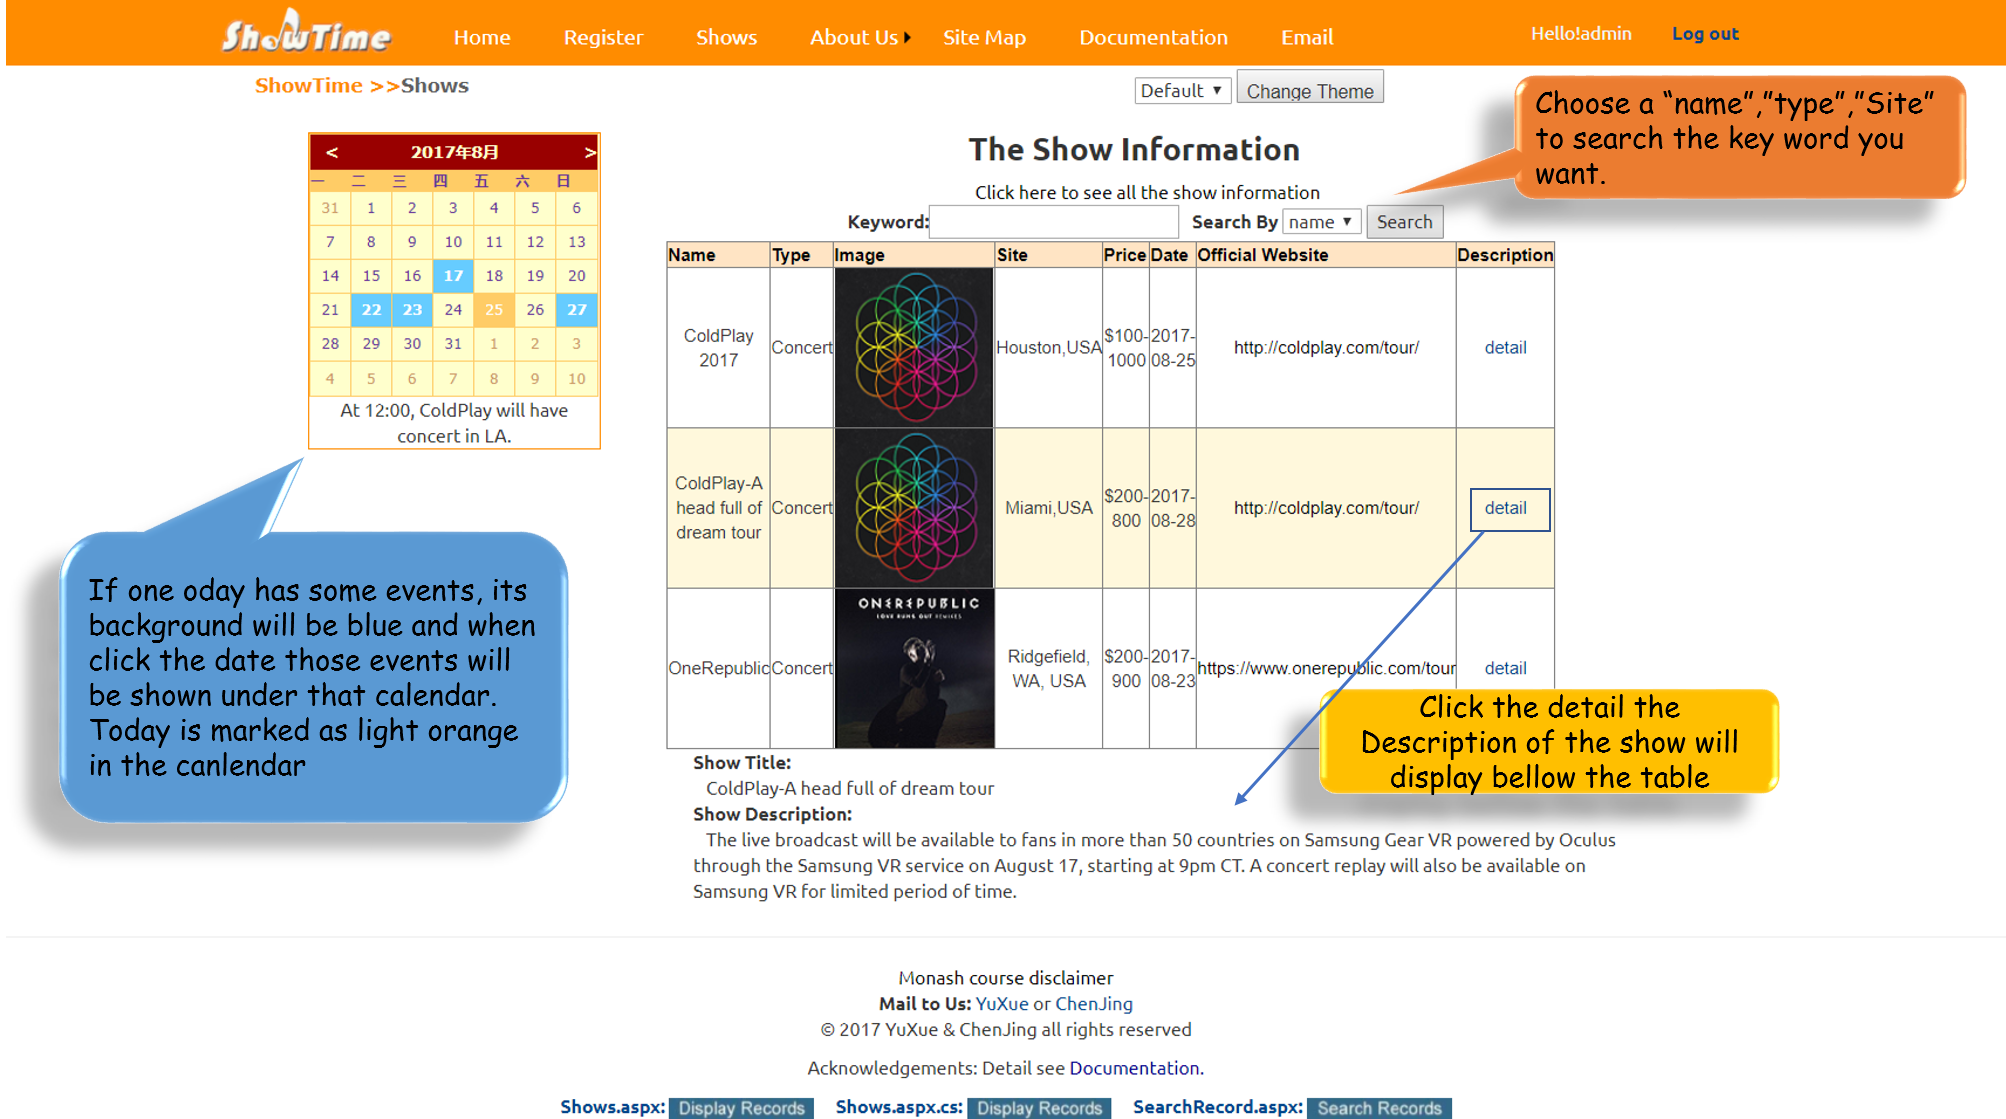 ShowTime Home Register Shows About Us Site Map Documentation Email Hello!admin Log out
ShowTime >>Shows
Default Change Theme
Choose a “name”,”type”,”Site”
to search the key word you
want.
< 2017年8月 >
一 二 三 四 五 六 日
31 1 2 3 4 5 6
7 8 9 10 11 12 13
14 15 16 17 18 19 20
21 22 23 24 25 26 27
28 29 30 31 1 2 3
4 5 6 7 8 9 10
At 12:00, ColdPlay will have
concert in LA.
If one oday has some events, its
background will be blue and when
click the date those events will
be shown under that calendar.
Today is marked as light orange
in the canlendar
The Show Information
Click here to see all the show information
Keyword: Search By name Search
Name Type Image Site Price Date Official Website Description
ColdPlay
2017
Concert
Houston,USA
$100-
1000
2017-
08-25
http://coldplay.com/tour/
detail
ColdPlay-A
head full of
dream tour
Concert
Miami,USA
$200-
800
2017-
08-28
http://coldplay.com/tour/
detail
OneRepublic
Concert
ONEREPUBLIC
LOVE RUNS OUT REMIXES
Ridgefield,
WA, USA
$200-
900
2017-
08-23
https://www.onerepublic.com/tour
detail
Click the detail the
Description of the show will
display bellow the table
Show Title:
ColdPlay-A head full of dream tour
Show Description:
The live broadcast will be available to fans in more than 50 countries on Samsung Gear VR powered by Oculus
through the Samsung VR service on August 17, starting at 9pm CT. A concert replay will also be available on
Samsung VR for limited period of time.
Monash course disclaimer
Mail to Us: YuXue or ChenJing
© 2017 YuXue & ChenJing all rights reserved
Acknowledgements: Detail see Documentation.
Shows.aspx: Display Records Shows.aspx.cs: Display Records SearchRecord.aspx: Search Records